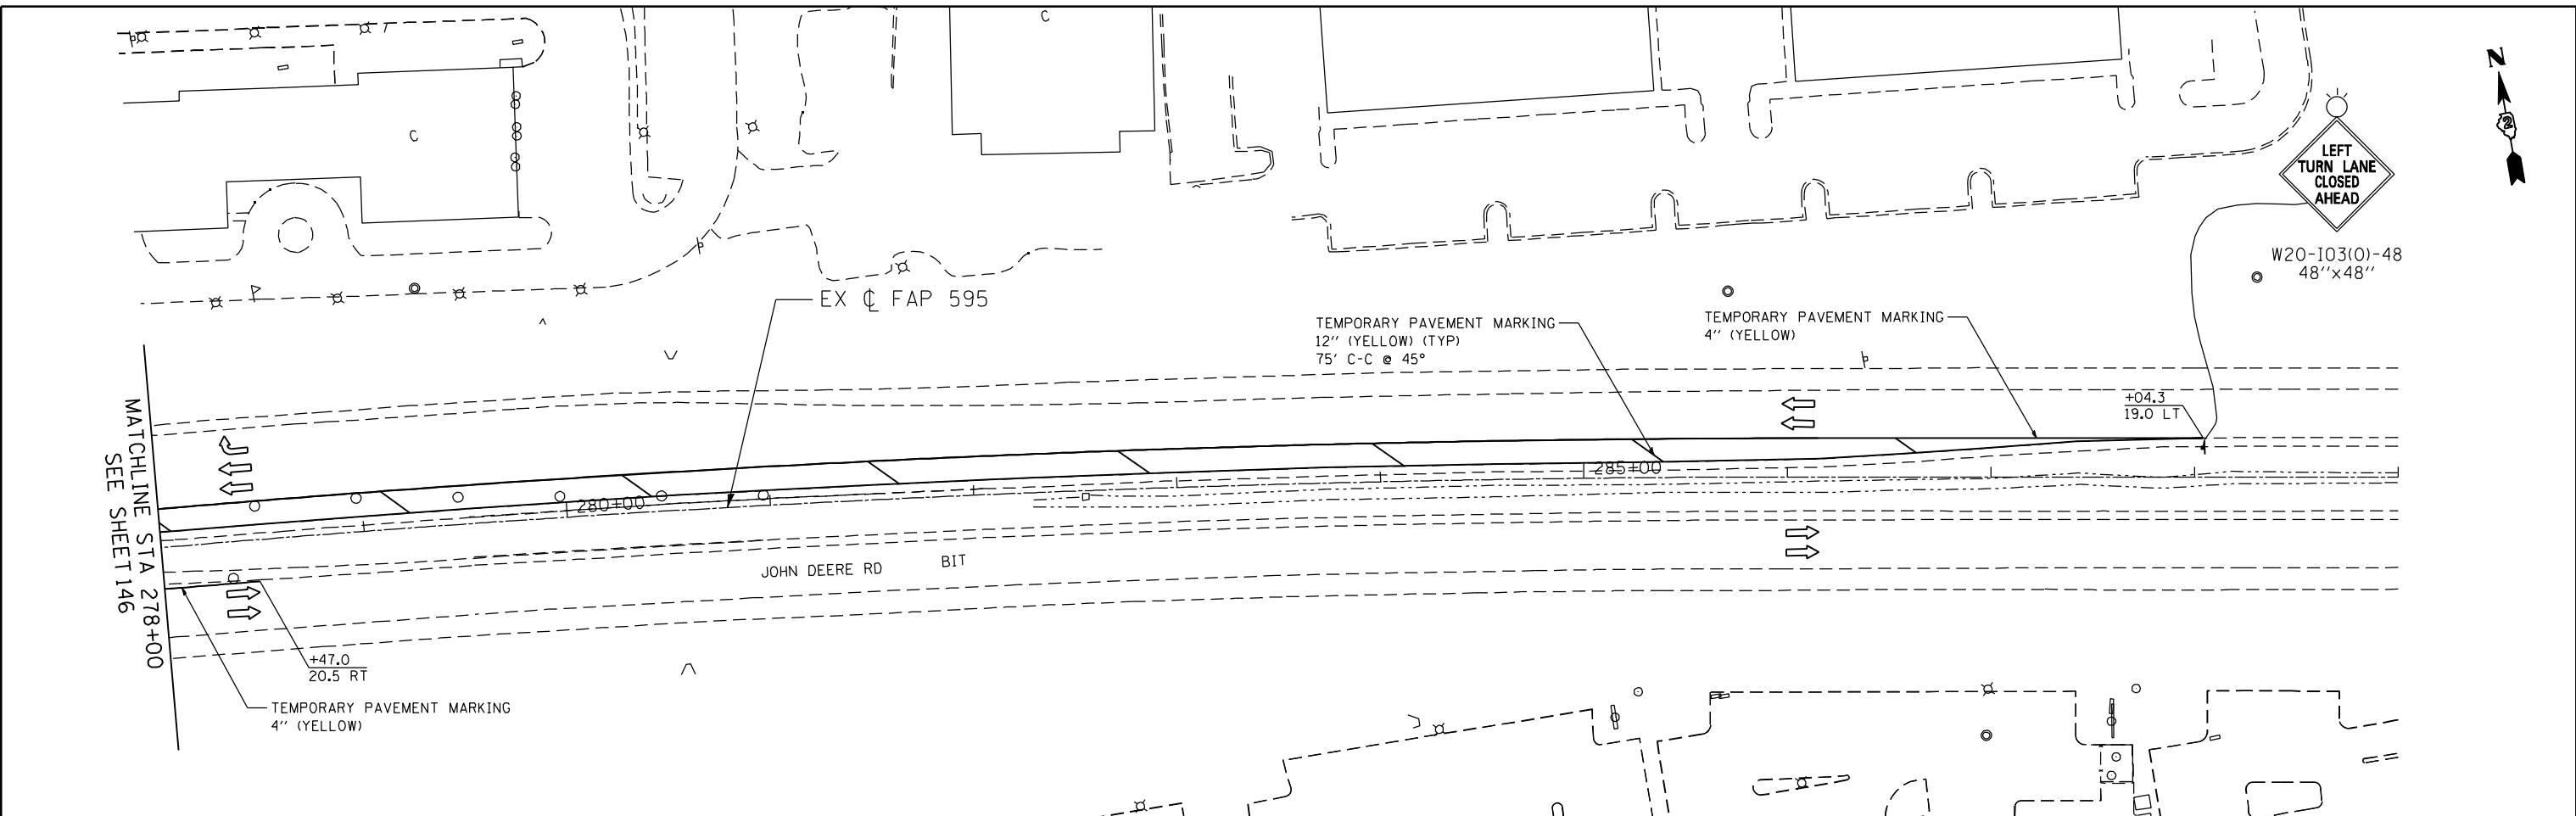 C
C
N
2
LEFT
TURN LANE
CLOSED
AHEAD
W20-I03(O)-48
48''x48''
EX ℄ FAP 595
TEMPORARY PAVEMENT MARKING
12'' (YELLOW) (TYP)
75' C-C @ 45°
TEMPORARY PAVEMENT MARKING
4'' (YELLOW)
+04.3
19.0 LT
MATCHLINE STA 278+00
SEE SHEET 146
280+00
285+00
JOHN DEERE RD
BIT
+47.0
20.5 RT
TEMPORARY PAVEMENT MARKING
4'' (YELLOW)